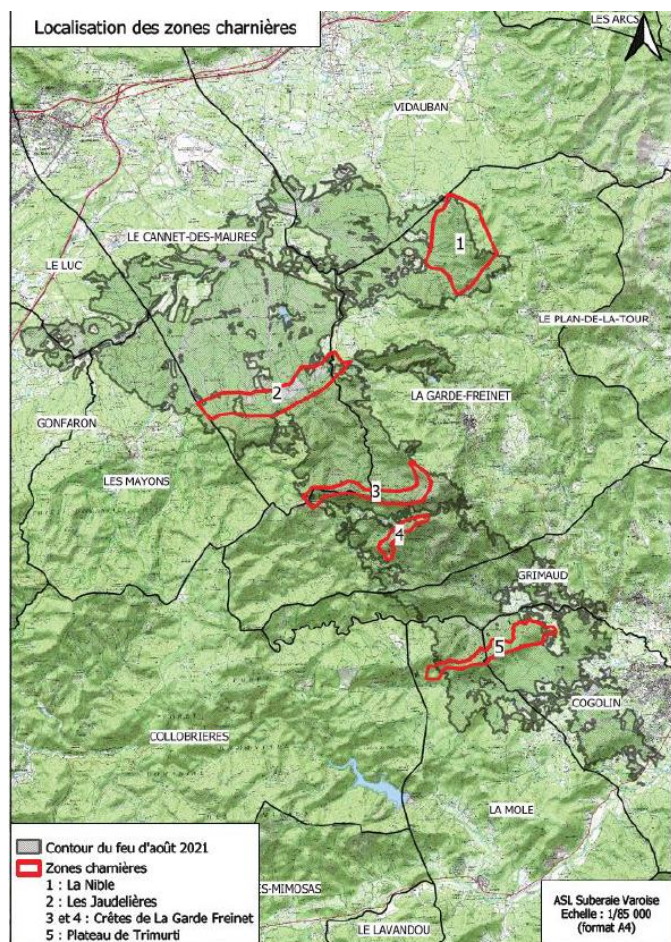 Localisation des zones charnières
LES ARCS
VIDAUBAN
1
LE CANNET-DES-MAURES
LE LUC
LE PLAN-DE-LA-TOUR
2
LA GARDE-FREINET
GONFARON
LES MAYONS
3
4
GRIMAUD
5
COGOLIN
COLLOBRIERES
LA MOLE
Contour du feu d'août 2021
Zones charnières
1 : La Nible
2 : Les Jaudelières
3 et 4 : Crêtes de La Garde Freinet
5 : Plateau de Trimurti
ES-MIMOSAS
LE LAVANDOU
ASL Suberaie Varoise
Echelle : 1/85 000
(format A4)